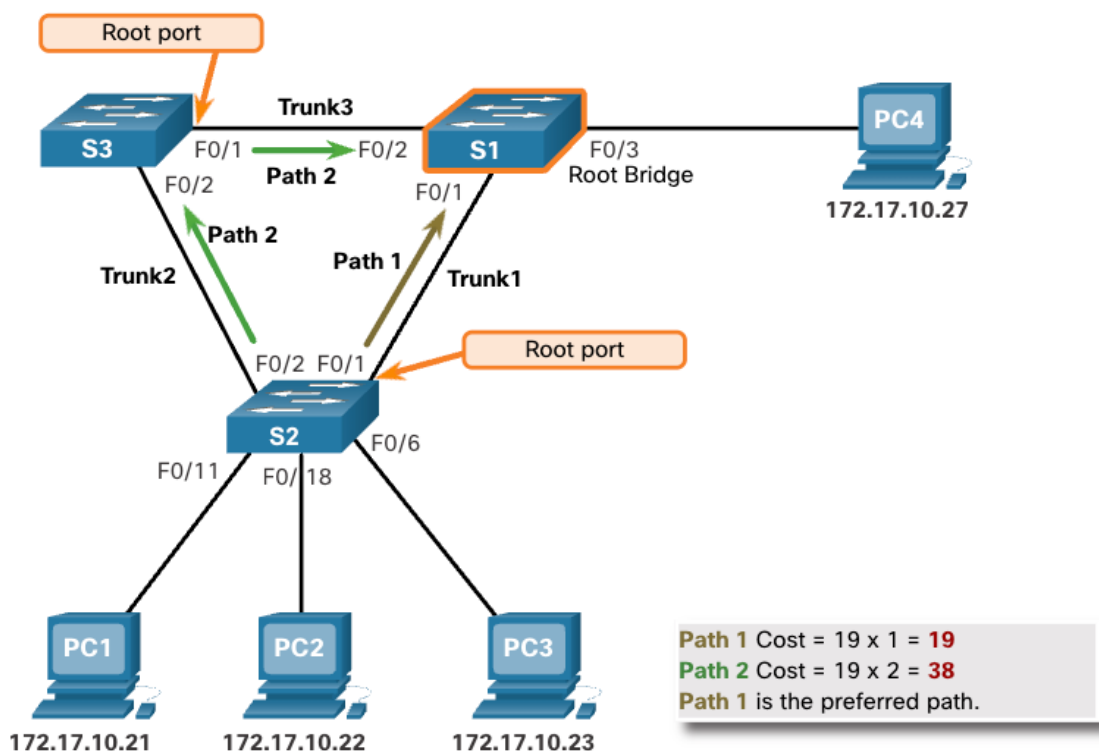 Root port
Trunk3
S3
S1
PC4
F0/1
F0/2
F0/3
Path 2
Root Bridge
F0/2
F0/1
172.17.10.27
Path 2
Path 1
Trunk2
Trunk1
Root port
F0/2
F0/1
S2
F0/6
F0/11
F0/ 18
PC1
PC2
PC3
Path 1 Cost = 19 x 1 = 19
Path 2 Cost = 19 x 2 = 38
Path 1 is the preferred path.
172.17.10.21
172.17.10.22
172.17.10.23